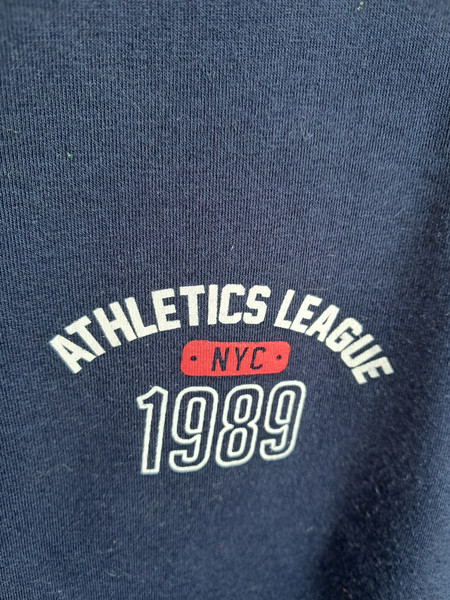 ATHLETICS LEAGUE
• NYC •
1989